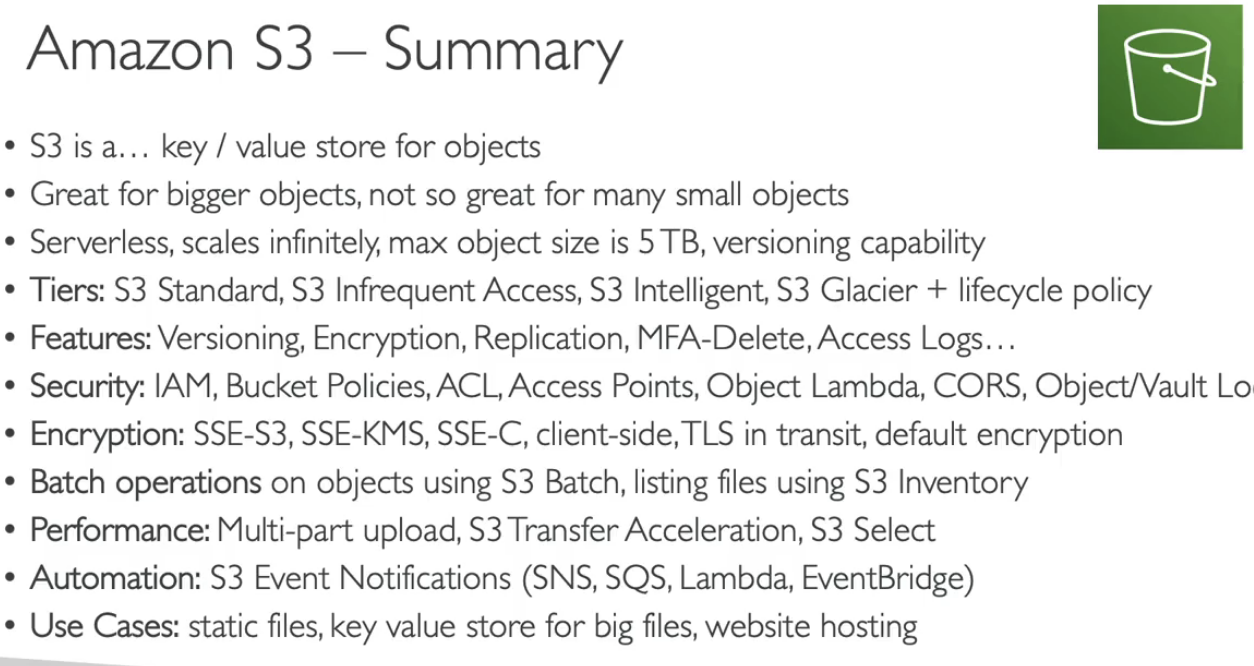 Amazon S3 – Summary
• S3 is a… key / value store for objects
• Great for bigger objects, not so great for many small objects
• Serverless, scales infinitely, max object size is 5 TB, versioning capability
• Tiers: S3 Standard, S3 Infrequent Access, S3 Intelligent, S3 Glacier + lifecycle policy
• Features: Versioning, Encryption, Replication, MFA-Delete, Access Logs…
• Security: IAM, Bucket Policies, ACL, Access Points, Object Lambda, CORS, Object/Vault
• Encryption: SSE-S3, SSE-KMS, SSE-C, client-side, TLS in transit, default encryption
• Batch operations on objects using S3 Batch, listing files using S3 Inventory
• Performance: Multi-part upload, S3 Transfer Acceleration, S3 Select
• Automation: S3 Event Notifications (SNS, SQS, Lambda, EventBridge)
• Use Cases: static files, key value store for big files, website hosting